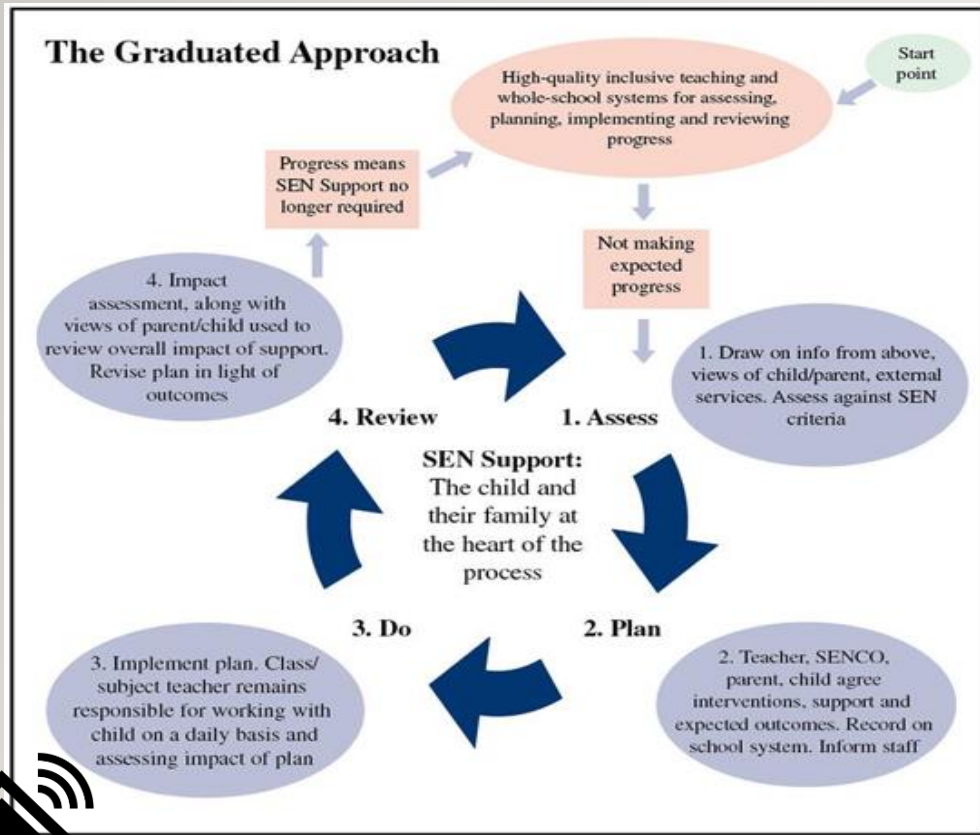 The Graduated Approach
Start
point
High-quality inclusive teaching and
whole-school systems for assessing,
planning, implementing and reviewing
progress
Progress means
SEN Support no
longer required
Not making
expected
progress
4. Impact
assessment, along with
views of parent/child used to
review overall impact of support.
Revise plan in light of
outcomes
1. Draw on info from above,
views of child/parent, external
services. Assess against SEN
criteria
4. Review
1. Assess
SEN Support:
The child and
their family at
the heart of the
process
3. Do
2. Plan
3. Implement plan. Class/
subject teacher remains
responsible for working with
child on a daily basis and
assessing impact of plan
2. Teacher, SENCO,
parent, child agree
interventions, support and
expected outcomes. Record on
school system. Inform staff